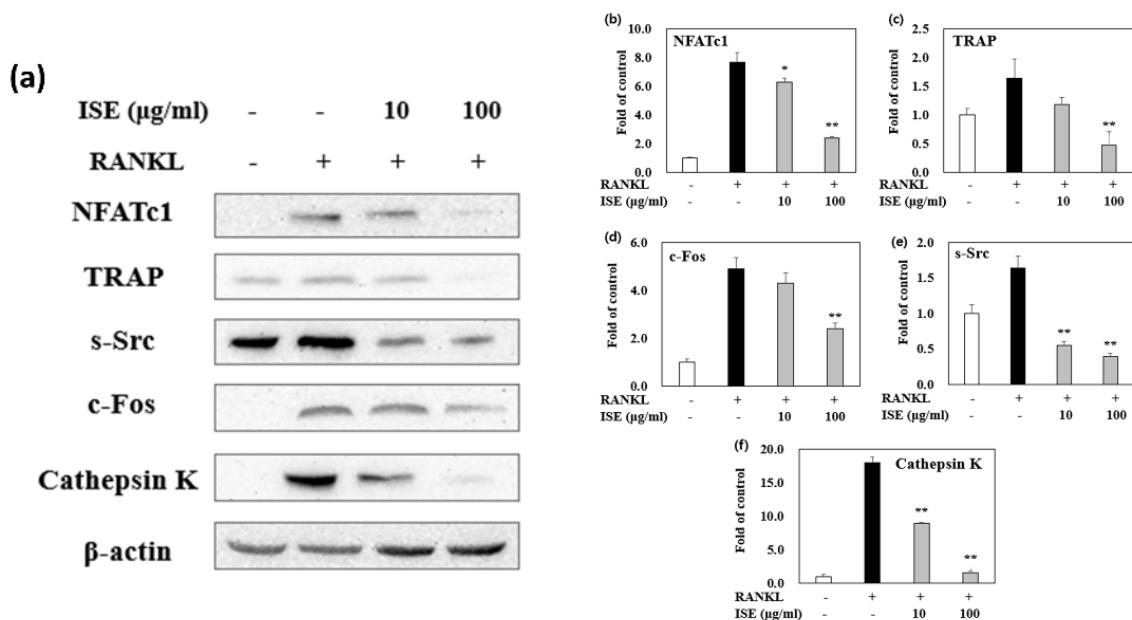 (a)
ISE (μg/ml) - - 10 100
RANKL - + + +
NFATc1
TRAP
s-Src
c-Fos
Cathepsin K
β-actin
(b)
NFATc1
Fold of control
10.0
8.0
6.0
4.0
2.0
0.0
*
**
RANKL - + + +
ISE (μg/ml) - - 10 100
(c)
TRAP
Fold of control
2.5
2.0
1.5
1.0
0.5
0.0
**
RANKL - + + +
ISE (μg/ml) - - 10 100
(d)
c-Fos
Fold of control
6.0
4.0
2.0
0.0
**
RANKL - + + +
ISE (μg/ml) - - 10 100
(e)
s-Src
Fold of control
2.0
1.5
1.0
0.5
0.0
**
**
RANKL - + + +
ISE (μg/ml) - - 10 100
(f)
Cathepsin K
Fold of control
20.0
15.0
10.0
5.0
0.0
**
**
RANKL - + + +
ISE (μg/ml) - - 10 100